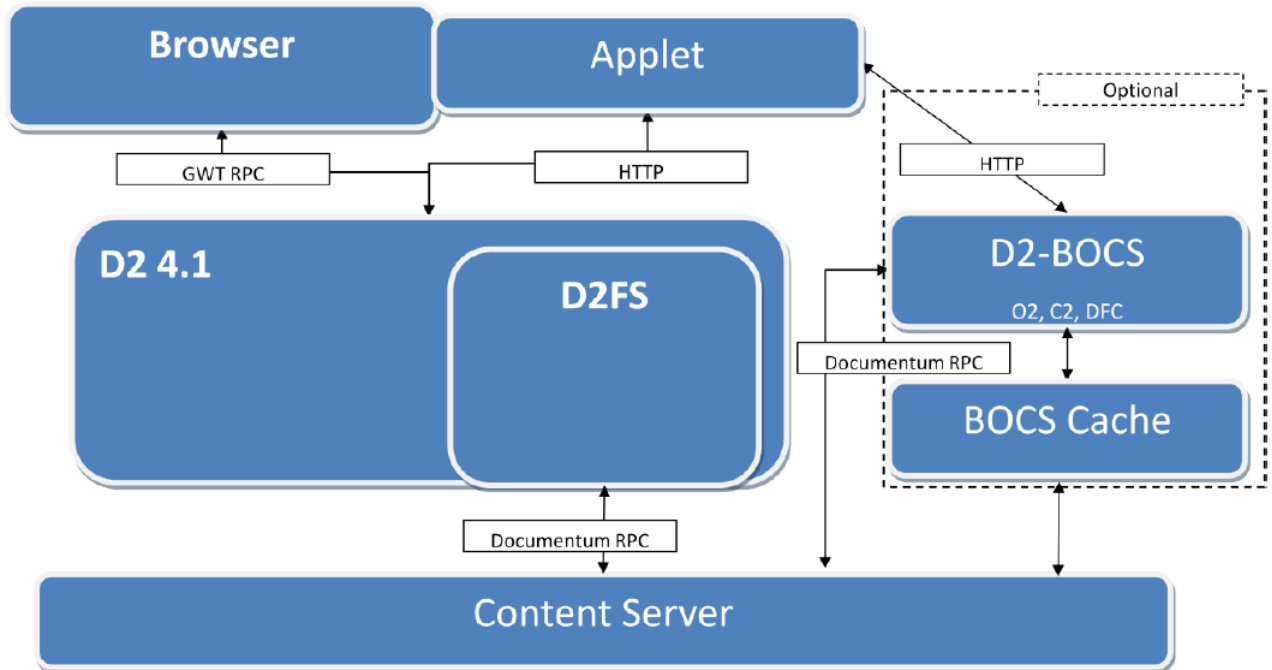 Browser
Applet
Optional
GWT RPC
HTTP
HTTP
D2 4.1
D2FS
D2-BOCS
O2, C2, DFC
Documentum RPC
BOCS Cache
Documentum RPC
Content Server